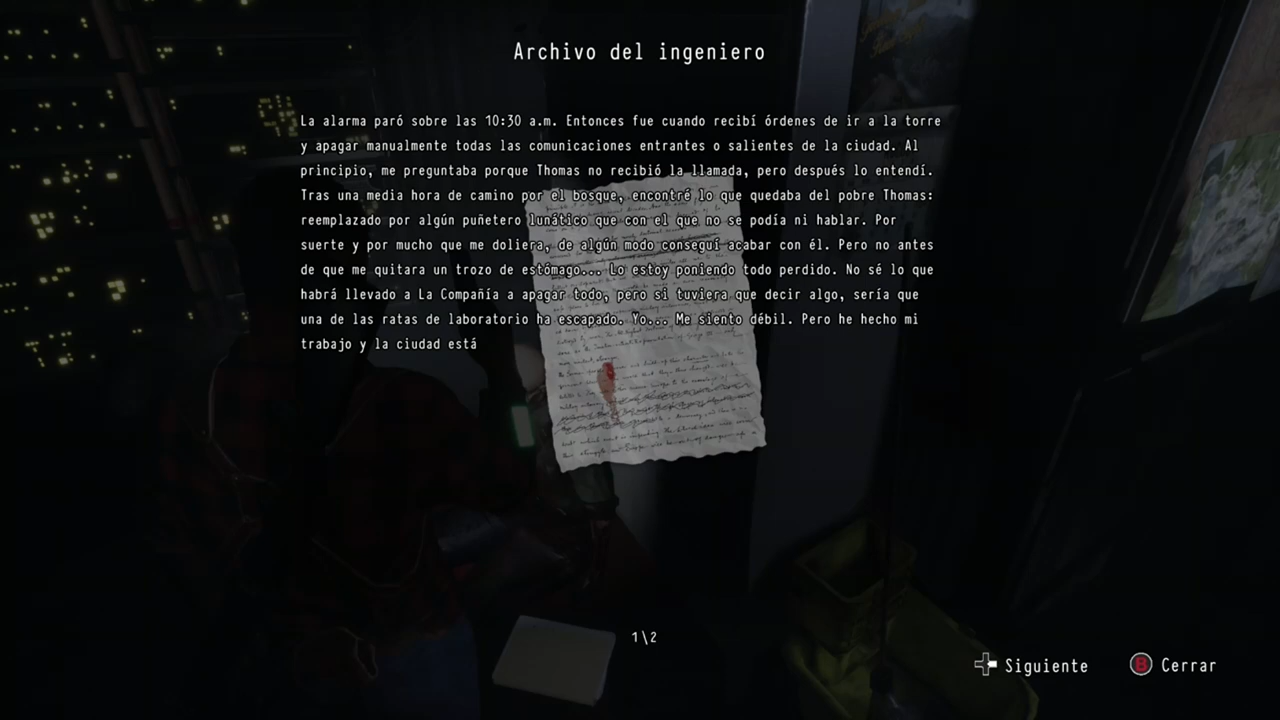 Archivo del ingeniero
La alarma paró sobre las 10:30 a.m. Entonces fue cuando recibí órdenes de ir a la torre
y apagar manualmente todas las comunicaciones entrantes o salientes de la ciudad. Al
principio, me preguntaba porque Thomas no recibió la llamada, pero después lo entendí.
Tras una media hora de camino por el bosque, encontré lo que quedaba del pobre Thomas:
reemplazado por algún puñetero lunático que con el que no se podía ni hablar. Por
suerte y por mucho que me doliera, de algún modo conseguí acabar con él. Pero no antes
de que me quitara un trozo de estómago... Lo estoy poniendo todo perdido. No sé lo que
habrá llevado a La Compañía a apagar todo, pero si tuviera que decir algo, sería que
una de las ratas de laboratorio ha escapado. Yo... Me siento débil. Pero he hecho mi
trabajo y la ciudad está
1\2
Siguiente
B Cerrar